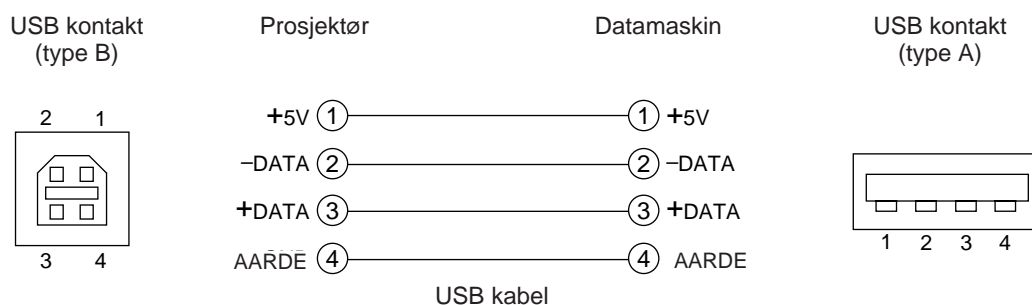 USB kontakt
(type B)
Prosjektør
Datamaskin
USB kontakt
(type A)
2 1
3 4
+5V 1 1 +5V
–DATA 2 2 –DATA
+DATA 3 3 +DATA
AARDE 4 4 AARDE
1 2 3 4
USB kabel